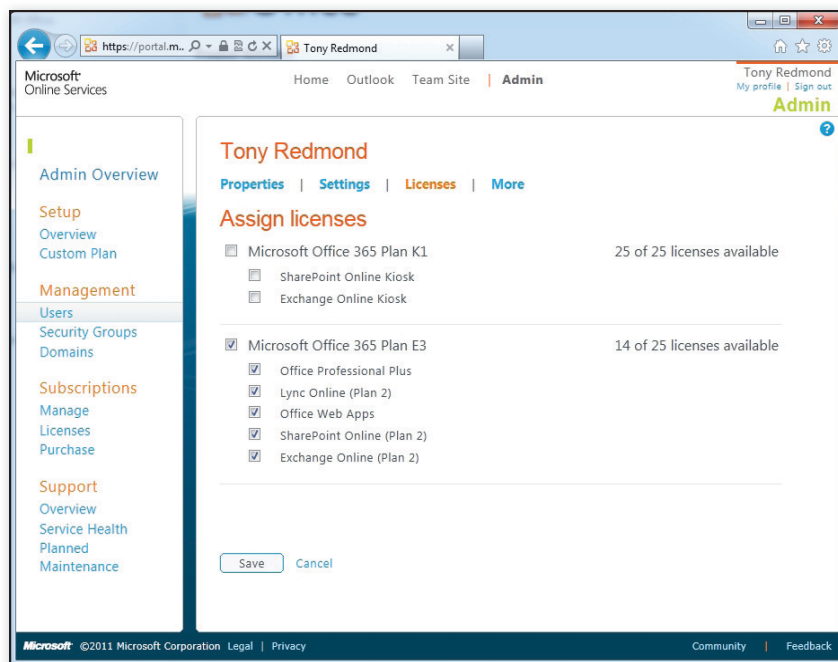 https://portal.m..
Tony Redmond
Microsoft
Online Services
Home Outlook Team Site | Admin
Tony Redmond
My profile | Sign out
Admin
?
Admin Overview
Setup
Overview
Custom Plan
Management
Users
Security Groups
Domains
Subscriptions
Manage
Licenses
Purchase
Support
Overview
Service Health
Planned
Maintenance
Tony Redmond
Properties | Settings | Licenses | More
Assign licenses
Microsoft Office 365 Plan K1 25 of 25 licenses available
SharePoint Online Kiosk
Exchange Online Kiosk
Microsoft Office 365 Plan E3 14 of 25 licenses available
Office Professional Plus
Lync Online (Plan 2)
Office Web Apps
SharePoint Online (Plan 2)
Exchange Online (Plan 2)
Save Cancel
Microsoft ©2011 Microsoft Corporation Legal | Privacy Community | Feedback